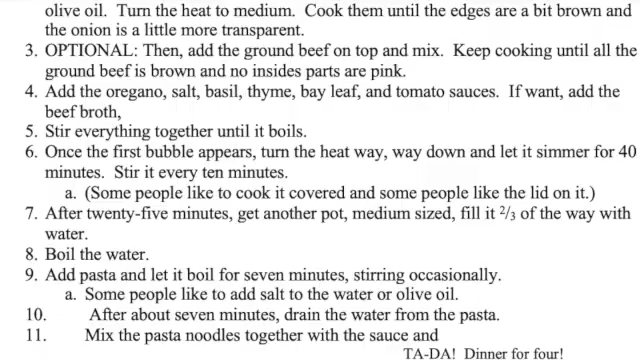 olive oil. Turn the heat to medium. Cook them until the edges are a bit brown and
the onion is a little more transparent.
3. OPTIONAL: Then, add the ground beef on top and mix. Keep cooking until all the
ground beef is brown and no insides parts are pink.
4. Add the oregano, salt, basil, thyme, bay leaf, and tomato sauces. If want, add the
beef broth,
5. Stir everything together until it boils.
6. Once the first bubble appears, turn the heat way, way down and let it simmer for 40
minutes. Stir it every ten minutes.
a. (Some people like to cook it covered and some people like the lid on it.)
7. After twenty-five minutes, get another pot, medium sized, fill it 2/3 of the way with
water.
8. Boil the water.
9. Add pasta and let it boil for seven minutes, stirring occasionally.
a. Some people like to add salt to the water or olive oil.
10. After about seven minutes, drain the water from the pasta.
11. Mix the pasta noodles together with the sauce and
TA-DA! Dinner for four!